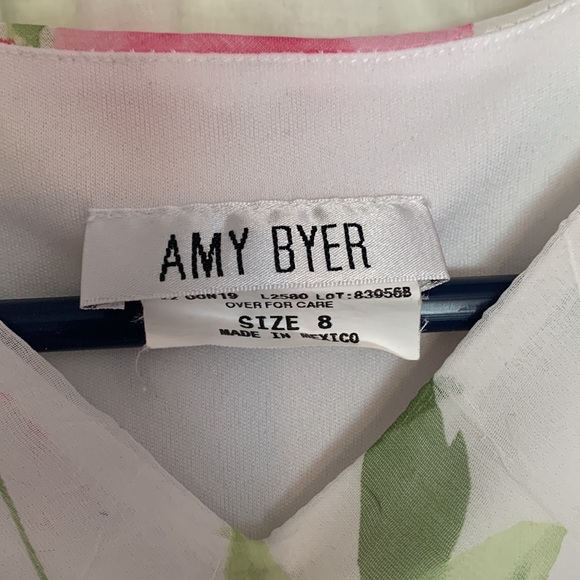 AMY BYER
L2580 LOT:83956B
OVER FOR CARE
SIZE 8
MADE IN MEXICO